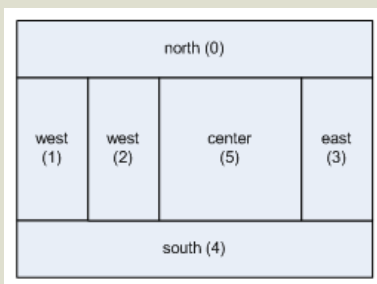 north (0)
west
(1)
west
(2)
center
(5)
east
(3)
south (4)